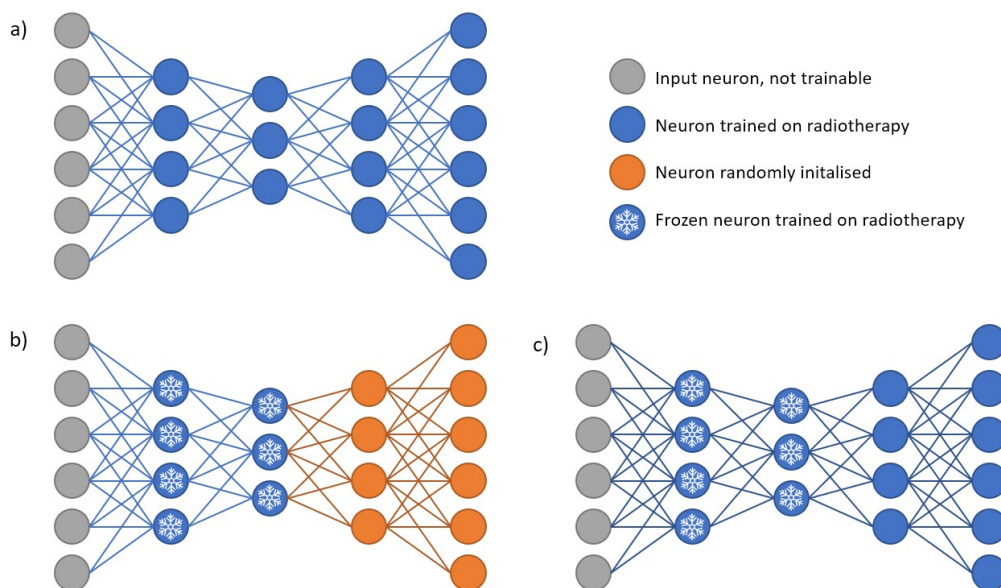 a)
Input neuron, not trainable
Neuron trained on radiotherapy
Neuron randomly initalised
Frozen neuron trained on radiotherapy
b)
c)